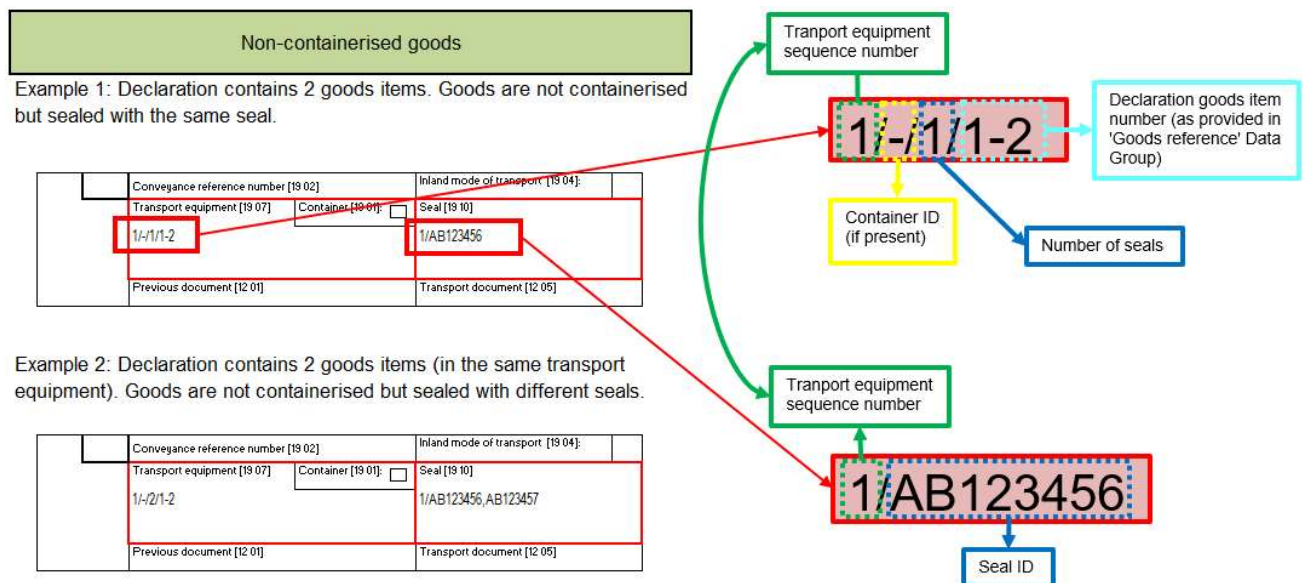 Non-containerised goods
Example 1: Declaration contains 2 goods items. Goods are not containerised
but sealed with the same seal.
Conveyance reference number [19 02]
Inland mode of transport [19 04]:
Transport equipment [19 07]
Container [19 01]:
Seal [19 10]
1/-/1/1-2
1/AB123456
Previous document [12 01]
Transport document [12 05]
Example 2: Declaration contains 2 goods items (in the same transport
equipment). Goods are not containerised but sealed with different seals.
Conveyance reference number [19 02]
Inland mode of transport [19 04]:
Transport equipment [19 07]
Container [19 01]:
Seal [19 10]
1/-/2/1-2
1/AB123456,AB123457
Previous document [12 01]
Transport document [12 05]
Tranport equipment
sequence number
1/-/1/1-2
Declaration goods item
number (as provided in
'Goods reference' Data
Group)
Container ID
(if present)
Number of seals
Tranport equipment
sequence number
1/AB123456
Seal ID